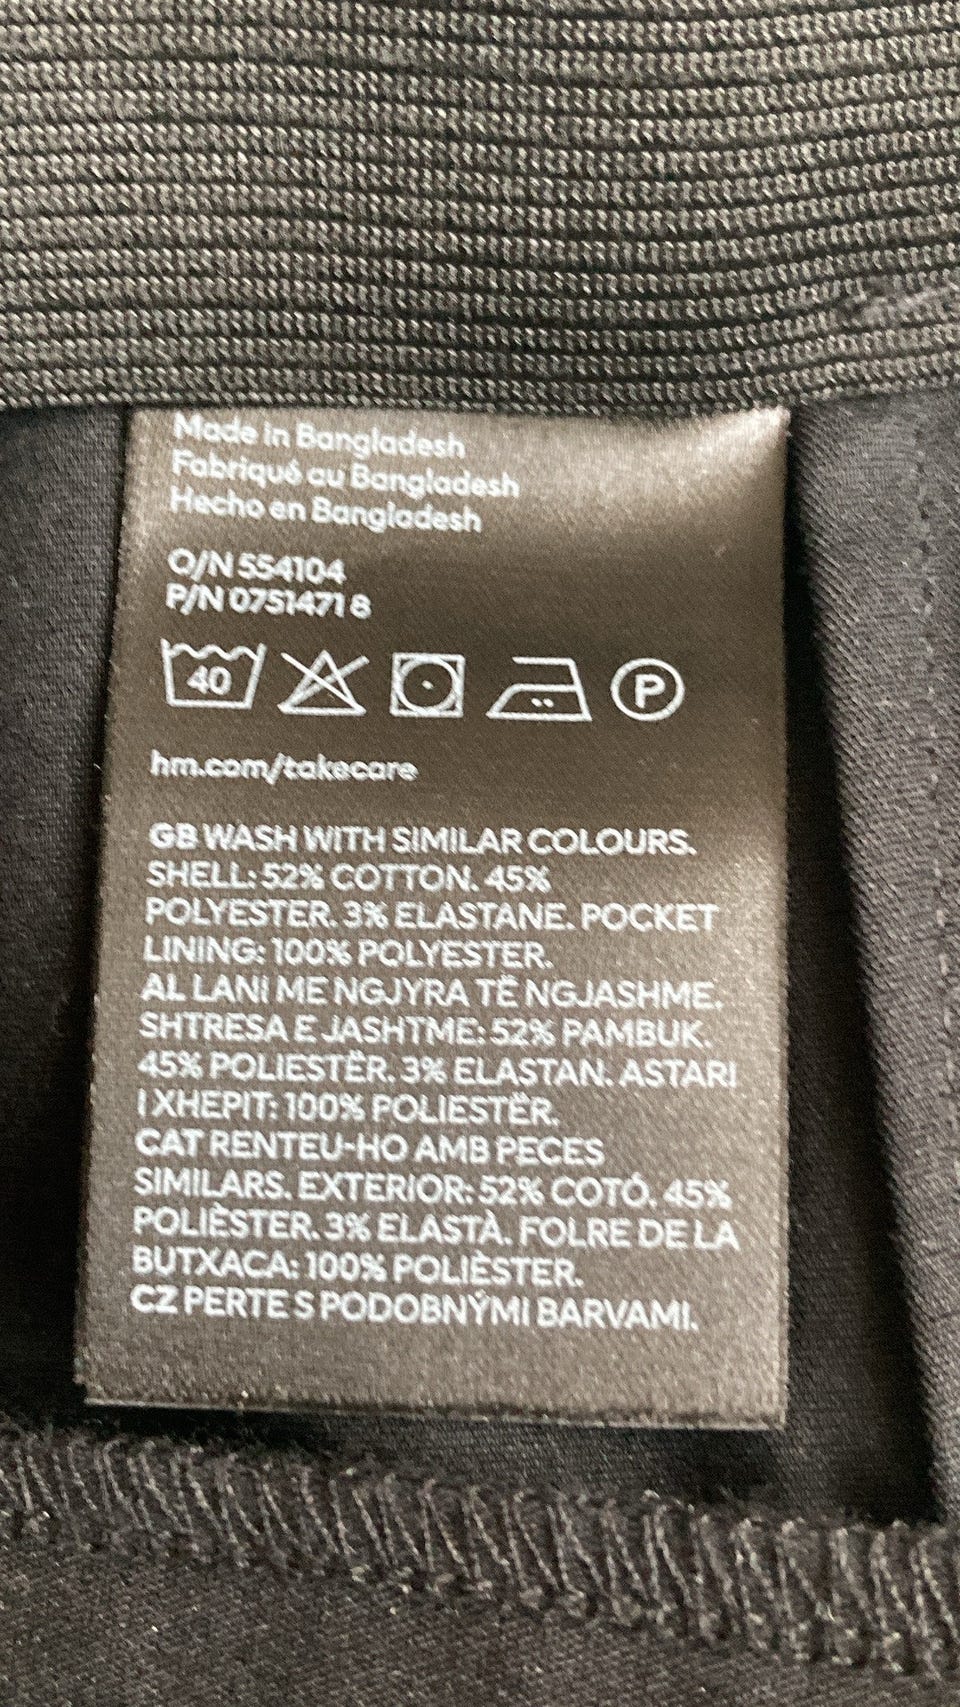 Made in Bangladesh
Fabriqué au Bangladesh
Hecho en Bangladesh
O/N 554104
P/N 0751471 8
40 P
hm.com/takecare
GB WASH WITH SIMILAR COLOURS.
SHELL: 52% COTTON. 45%
POLYESTER. 3% ELASTANE. POCKET
LINING: 100% POLYESTER.
AL LANI ME NGJYRA TË NGJASHME.
SHTRESA E JASHTME: 52% PAMBUK.
45% POLIESTËR. 3% ELASTAN. ASTARI
I XHEPIT: 100% POLIESTËR.
CAT RENTEU-HO AMB PECES
SIMILARS. EXTERIOR: 52% COTÓ. 45%
POLIÈSTER. 3% ELASTÀ. FOLRE DE LA
BUTXACA: 100% POLIÈSTER.
CZ PERTE S PODOBNÝMI BARVAMI.